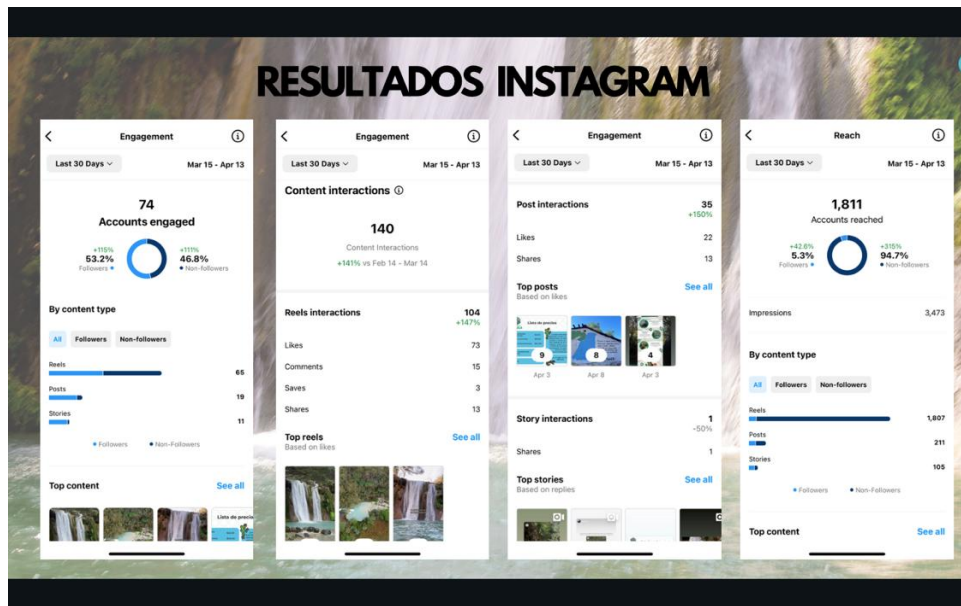 RESULTADOS INSTAGRAM
Engagement
Last 30 Days
Mar 15 - Apr 13
74
Accounts engaged
+115%
53.2%
Followers
+111%
46.8%
Non-followers
By content type
All Followers Non-followers
Reels
65
Posts
19
Stories
11
Followers Non-Followers
Top content See all
Lista de precio
Engagement
Last 30 Days
Mar 15 - Apr 13
Content interactions
140
Content Interactions
+141% vs Feb 14 - Mar 14
Reels interactions 104
+147%
Likes 73
Comments 15
Saves 3
Shares 13
Top reels See all
Based on likes
Engagement
Last 30 Days
Mar 15 - Apr 13
Post interactions 35
+150%
Likes 22
Shares 13
Top posts See all
Based on likes
Lista de precios
9 8 4
Apr 3 Apr 8 Apr 3
Story interactions 1
-50%
Shares 1
Top stories See all
Based on replies
Reach
Last 30 Days
Mar 15 - Apr 13
1,811
Accounts reached
+42.6%
5.3%
Followers
+315%
94.7%
Non-followers
Impressions 3,473
By content type
All Followers Non-followers
Reels
1,807
Posts
211
Stories
105
Followers Non-Followers
Top content See all